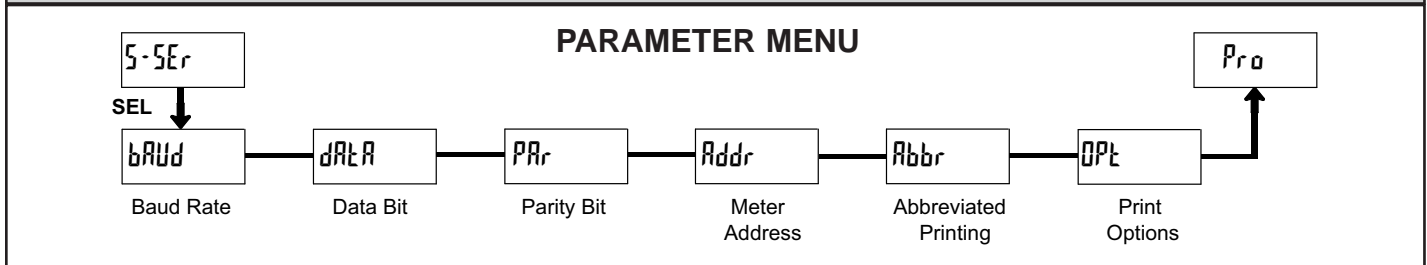 PARAMETER MENU
5-SEr
Pro
SEL
bAUd
dAtA
PAr
Addr
Abbr
OPt
Baud Rate
Data Bit
Parity Bit
Meter
Address
Abbreviated
Printing
Print
Options